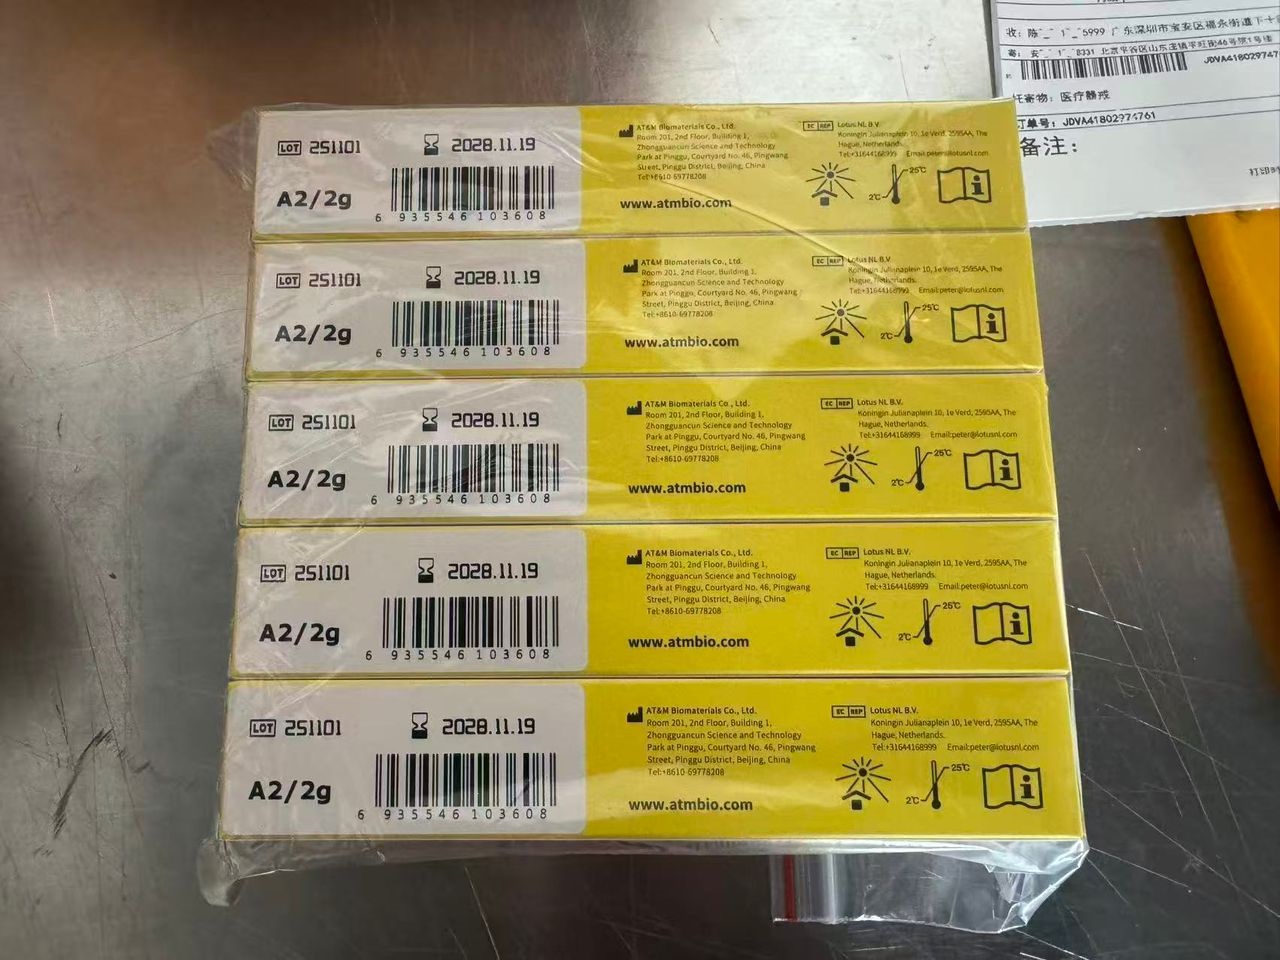 5999 广东深圳市宝安区福永街道下十
8331 北京平谷区山东庄镇平旺街46号院1号楼
JDVA418029747
托寄物：医疗器械
订单号：JDVA41802974761
备注：
LOT 251101
2028.11.19
A2/2g
6 935546 103608
AT&M Biomaterials Co., Ltd.
Room 201, 2nd Floor, Building 1,
Zhongguancun Science and Technology
Park at Pinggu, Courtyard No. 46, Pingwang
Street, Pinggu District, Beijing, China
Tel:+8610-69778208
www.atmbio.com
EC REP Lotus NL B.V.
Koningin Julianaplein 10, 1e Verd, 2595AA, The
Hague, Netherlands.
Tel:+31644168999 Email:peter@lotusnl.com
2℃ 25℃
LOT 251101
2028.11.19
A2/2g
6 935546 103608
AT&M Biomaterials Co., Ltd.
Room 201, 2nd Floor, Building 1,
Zhongguancun Science and Technology
Park at Pinggu, Courtyard No. 46, Pingwang
Street, Pinggu District, Beijing, China
Tel:+8610-69778208
www.atmbio.com
EC REP Lotus NL B.V.
Koningin Julianaplein 10, 1e Verd, 2595AA, The
Hague, Netherlands.
Tel:+31644168999 Email:peter@lotusnl.com
2℃ 25℃
LOT 251101
2028.11.19
A2/2g
6 935546 103608
AT&M Biomaterials Co., Ltd.
Room 201, 2nd Floor, Building 1,
Zhongguancun Science and Technology
Park at Pinggu, Courtyard No. 46, Pingwang
Street, Pinggu District, Beijing, China
Tel:+8610-69778208
www.atmbio.com
EC REP Lotus NL B.V.
Koningin Julianaplein 10, 1e Verd, 2595AA, The
Hague, Netherlands.
Tel:+31644168999 Email:peter@lotusnl.com
2℃ 25℃
LOT 251101
2028.11.19
A2/2g
6 935546 103608
AT&M Biomaterials Co., Ltd.
Room 201, 2nd Floor, Building 1,
Zhongguancun Science and Technology
Park at Pinggu, Courtyard No. 46, Pingwang
Street, Pinggu District, Beijing, China
Tel:+8610-69778208
www.atmbio.com
EC REP Lotus NL B.V.
Koningin Julianaplein 10, 1e Verd, 2595AA, The
Hague, Netherlands.
Tel:+31644168999 Email:peter@lotusnl.com
2℃ 25℃
LOT 251101
2028.11.19
A2/2g
6 935546 103608
AT&M Biomaterials Co., Ltd.
Room 201, 2nd Floor, Building 1,
Zhongguancun Science and Technology
Park at Pinggu, Courtyard No. 46, Pingwang
Street, Pinggu District, Beijing, China
Tel:+8610-69778208
www.atmbio.com
EC REP Lotus NL B.V.
Koningin Julianaplein 10, 1e Verd, 2595AA, The
Hague, Netherlands.
Tel:+31644168999 Email:peter@lotusnl.com
2℃ 25℃